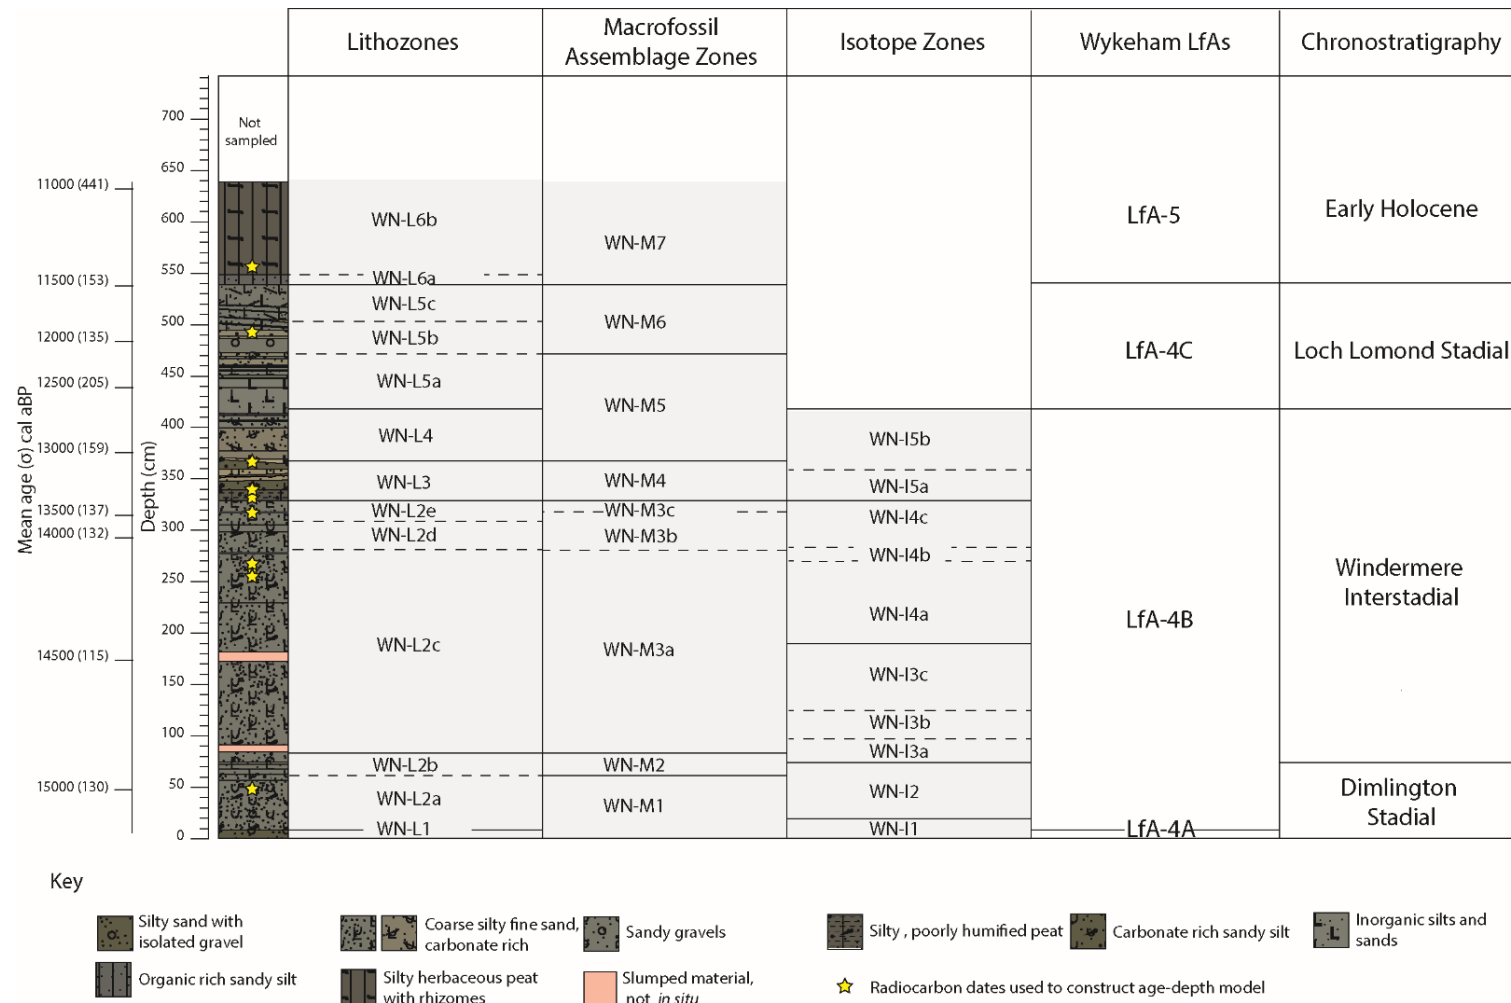 Lithozones
Macrofossil
Assemblage Zones
Isotope Zones
Wykeham LfAs
Chronostratigraphy
Mean age (σ) cal aBP
11000 (441)
11500 (153)
12000 (135)
12500 (205)
13000 (159)
13500 (137)
14000 (132)
14500 (115)
15000 (130)
Depth (cm)
700
650
600
550
500
450
400
350
300
250
200
150
100
50
0
Not
sampled
WN-L6b
WN-L6a
WN-L5c
WN-L5b
WN-L5a
WN-L4
WN-L3
WN-L2e
WN-L2d
WN-L2c
WN-L2b
WN-L2a
WN-L1
WN-M7
WN-M6
WN-M5
WN-M4
WN-M3c
WN-M3b
WN-M3a
WN-M2
WN-M1
WN-I5b
WN-I5a
WN-I4c
WN-I4b
WN-I4a
WN-I3c
WN-I3b
WN-I3a
WN-I2
WN-I1
LfA-5
LfA-4C
LfA-4B
LfA-4A
Early Holocene
Loch Lomond Stadial
Windermere
Interstadial
Dimlington
Stadial
Key
Silty sand with
isolated gravel
Coarse silty fine sand,
carbonate rich
Sandy gravels
Silty , poorly humified peat
Carbonate rich sandy silt
Inorganic silts and
sands
Organic rich sandy silt
Silty herbaceous peat
with rhizomes
Slumped material,
not in situ
Radiocarbon dates used to construct age-depth model